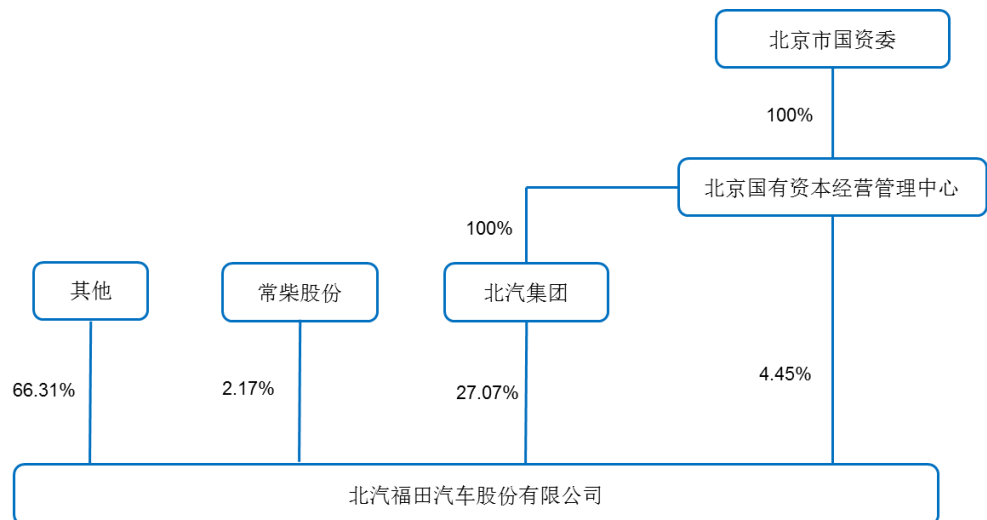 北京市国资委
100%
北京国有资本经营管理中心
100%
其他
常柴股份
北汽集团
66.31%
2.17%
27.07%
4.45%
北汽福田汽车股份有限公司